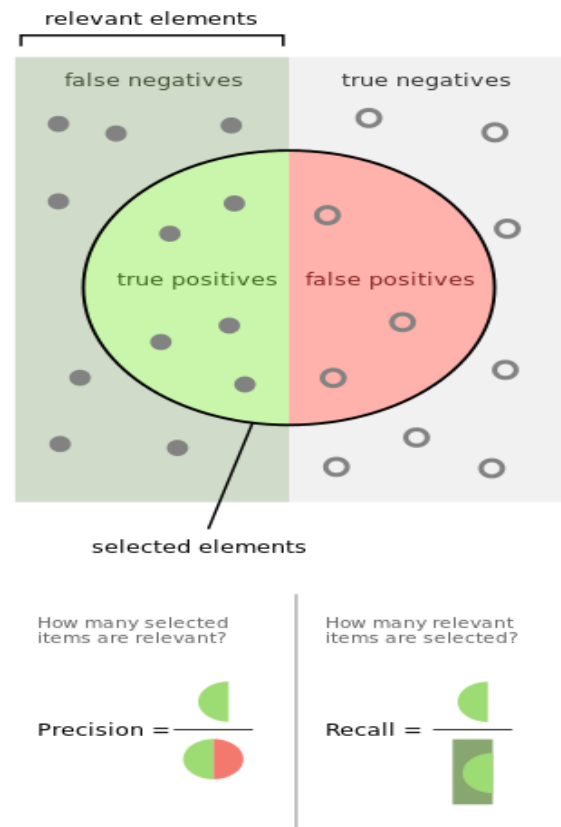 relevant elements
false negatives
true negatives
true positives
false positives
selected elements
How many selected
items are relevant?
How many relevant
items are selected?
Precision =
Recall =